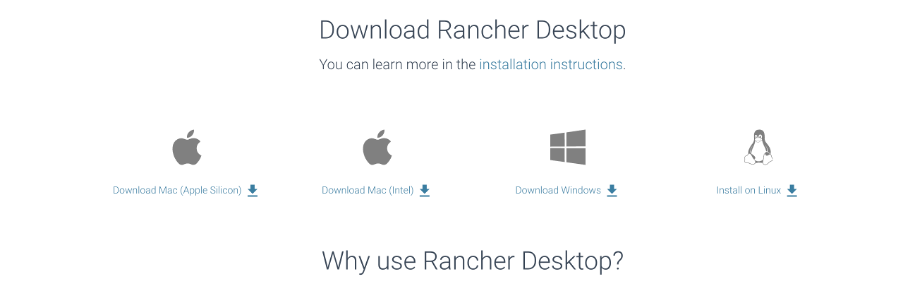 Download Rancher Desktop
You can learn more in the installation instructions.
Download Mac (Apple Silicon)
Download Mac (Intel)
Download Windows
Install on Linux
Why use Rancher Desktop?